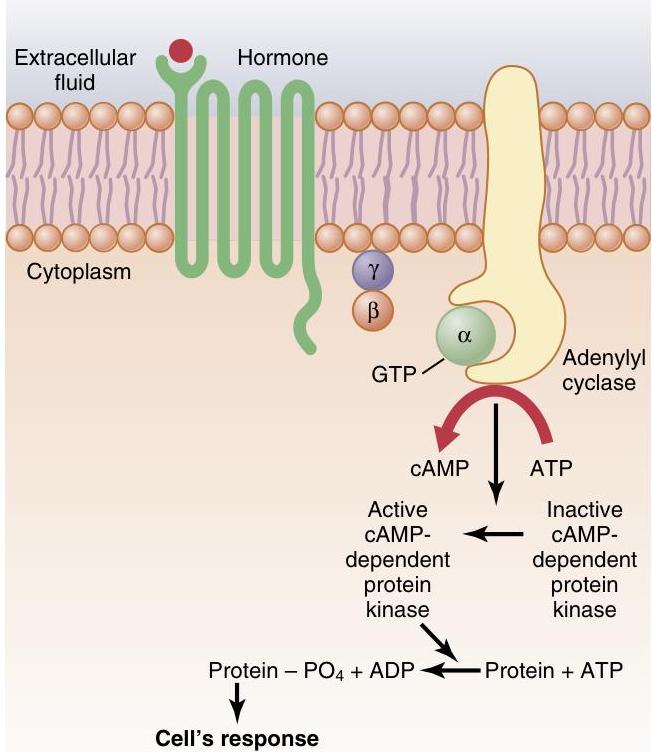 Extracellular
fluid
Hormone
Cytoplasm
γ
β
α
GTP
Adenylyl
cyclase
cAMP
ATP
Active
cAMP-
dependent
protein
kinase
Inactive
cAMP-
dependent
protein
kinase
Protein – PO₄ + ADP
Protein + ATP
Cell's response